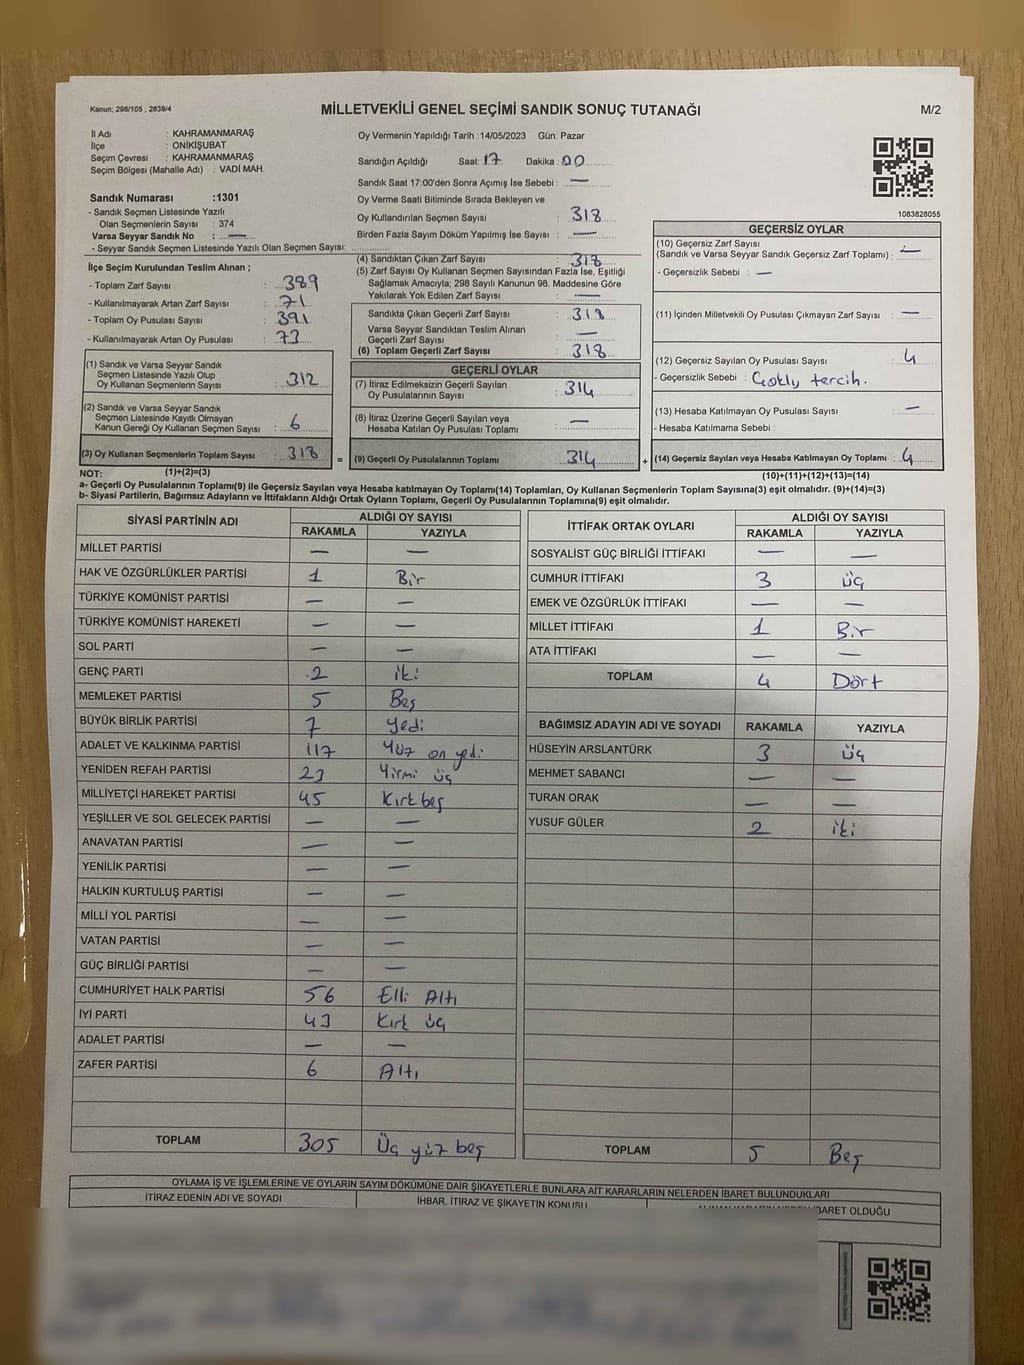 Kanun; 298/105 , 2839/4
MİLLETVEKİLİ GENEL SEÇİMİ SANDIK SONUÇ TUTANAĞI
M/2
İl Adı : KAHRAMANMARAŞ
İlçe : ONİKİŞUBAT
Seçim Çevresi : KAHRAMANMARAŞ
Seçim Bölgesi (Mahalle Adı) : VADİ MAH.
Sandık Numarası :1301
- Sandık Seçmen Listesinde Yazılı
Olan Seçmenlerin Sayısı : 374
Varsa Seyyar Sandık No : —
- Seyyar Sandık Seçmen Listesinde Yazılı Olan Seçmen Sayısı:
Oy Vermenin Yapıldığı Tarih :14/05/2023 Gün: Pazar
Sandığın Açıldığı Saat: 17 Dakika : 00
Sandık Saat 17:00'den Sonra Açımış İse Sebebi : —
Oy Verme Saati Bitiminde Sırada Bekleyen ve
Oy Kullandırılan Seçmen Sayısı : 318
Birden Fazla Sayım Döküm Yapılmış İse Sayısı : —
1083828055
İlçe Seçim Kurulundan Teslim Alınan ;
- Toplam Zarf Sayısı : 389
- Kullanılmayarak Artan Zarf Sayısı : 71
- Toplam Oy Pusulası Sayısı : 391
- Kullanılmayarak Artan Oy Pusulası : 73
(1) Sandık ve Varsa Seyyar Sandık
Seçmen Listesinde Yazılı Olup
Oy Kullanan Seçmenlerin Sayısı : 312
(2) Sandık ve Varsa Seyyar Sandık
Seçmen Listesinde Kayıtlı Olmayan
Kanun Gereği Oy Kullanan Seçmen Sayısı : 6
(3) Oy Kullanan Seçmenlerin Toplam Sayısı : 318
(4) Sandıktan Çıkan Zarf Sayısı : 318
(5) Zarf Sayısı Oy Kullanan Seçmen Sayısından Fazla İse, Eşitliği
Sağlamak Amacıyla; 298 Sayılı Kanunun 98. Maddesine Göre
Yakılarak Yok Edilen Zarf Sayısı : —
Sandıkta Çıkan Geçerli Zarf Sayısı : 318
Varsa Seyyar Sandıktan Teslim Alınan
Geçerli Zarf Sayısı : —
(6) Toplam Geçerli Zarf Sayısı : 318
GEÇERLİ OYLAR
(7) İtiraz Edilmeksizin Geçerli Sayılan
Oy Pusulalarının Sayısı : 314
(8) İtiraz Üzerine Geçerli Sayılan veya
Hesaba Katılan Oy Pusulası Toplamı : —
= (9) Geçerli Oy Pusulalarının Toplamı : 314
GEÇERSİZ OYLAR
(10) Geçersiz Zarf Sayısı
(Sandık ve Varsa Seyyar Sandık Geçersiz Zarf Toplamı) : —
- Geçersizlik Sebebi : —
(11) İçinden Milletvekili Oy Pusulası Çıkmayan Zarf Sayısı : —
(12) Geçersiz Sayılan Oy Pusulası Sayısı : 4
- Geçersizlik Sebebi : Çoklu tercih.
(13) Hesaba Katılmayan Oy Pusulası Sayısı : —
- Hesaba Katılmama Sebebi :
+ (14) Geçersiz Sayılan veya Hesaba Katılmayan Oy Toplamı : 4
NOT: (1)+(2)=(3)
(10)+(11)+(12)+(13)=(14)
a- Geçerli Oy Pusulalarının Toplamı(9) ile Geçersiz Sayılan veya Hesaba katılmayan Oy Toplamı(14) Toplamları, Oy Kullanan Seçmenlerin Toplam Sayısına(3) eşit olmalıdır. (9)+(14)=(3)
b- Siyasi Partilerin, Bağımsız Adayların ve İttifakların Aldığı Ortak Oyların Toplamı, Geçerli Oy Pusulalarının Toplamına(9) eşit olmalıdır.
SİYASİ PARTİNİN ADI ALDIĞI OY SAYISI
RAKAMLA YAZIYLA
MİLLET PARTİSİ — —
HAK VE ÖZGÜRLÜKLER PARTİSİ 1 Bir
TÜRKİYE KOMÜNİST PARTİSİ — —
TÜRKİYE KOMÜNİST HAREKETİ — —
SOL PARTİ — —
GENÇ PARTİ 2 iki
MEMLEKET PARTİSİ 5 Beş
BÜYÜK BİRLİK PARTİSİ 7 yedi
ADALET VE KALKINMA PARTİSİ 117 yüz on yedi
YENİDEN REFAH PARTİSİ 23 Yirmi üç
MİLLİYETÇİ HAREKET PARTİSİ 45 Kırk beş
YEŞİLLER VE SOL GELECEK PARTİSİ — —
ANAVATAN PARTİSİ — —
YENİLİK PARTİSİ — —
HALKIN KURTULUŞ PARTİSİ — —
MİLLİ YOL PARTİSİ — —
VATAN PARTİSİ — —
GÜÇ BİRLİĞİ PARTİSİ — —
CUMHURİYET HALK PARTİSİ 56 Elli Altı
İYİ PARTİ 43 Kırk üç
ADALET PARTİSİ — —
ZAFER PARTİSİ 6 Altı
TOPLAM 305 Üç yüz beş
İTTİFAK ORTAK OYLARI ALDIĞI OY SAYISI
RAKAMLA YAZIYLA
SOSYALİST GÜÇ BİRLİĞİ İTTİFAKI — —
CUMHUR İTTİFAKI 3 üç
EMEK VE ÖZGÜRLÜK İTTİFAKI — —
MİLLET İTTİFAKI 1 Bir
ATA İTTİFAKI — —
TOPLAM 4 Dört
BAĞIMSIZ ADAYIN ADI VE SOYADI RAKAMLA YAZIYLA
HÜSEYİN ARSLANTÜRK 3 üç
MEHMET SABANCI — —
TURAN ORAK — —
YUSUF GÜLER 2 iki
TOPLAM 5 Beş
OYLAMA İŞ VE İŞLEMLERİNE VE OYLARIN SAYIM DÖKÜMÜNE DAİR ŞİKAYETLERLE BUNLARA AİT KARARLARIN NELERDEN İBARET BULUNDUKLARI
İTİRAZ EDENİN ADI VE SOYADI İHBAR, İTİRAZ VE ŞİKAYETİN KONUSU İBARET OLDUĞU